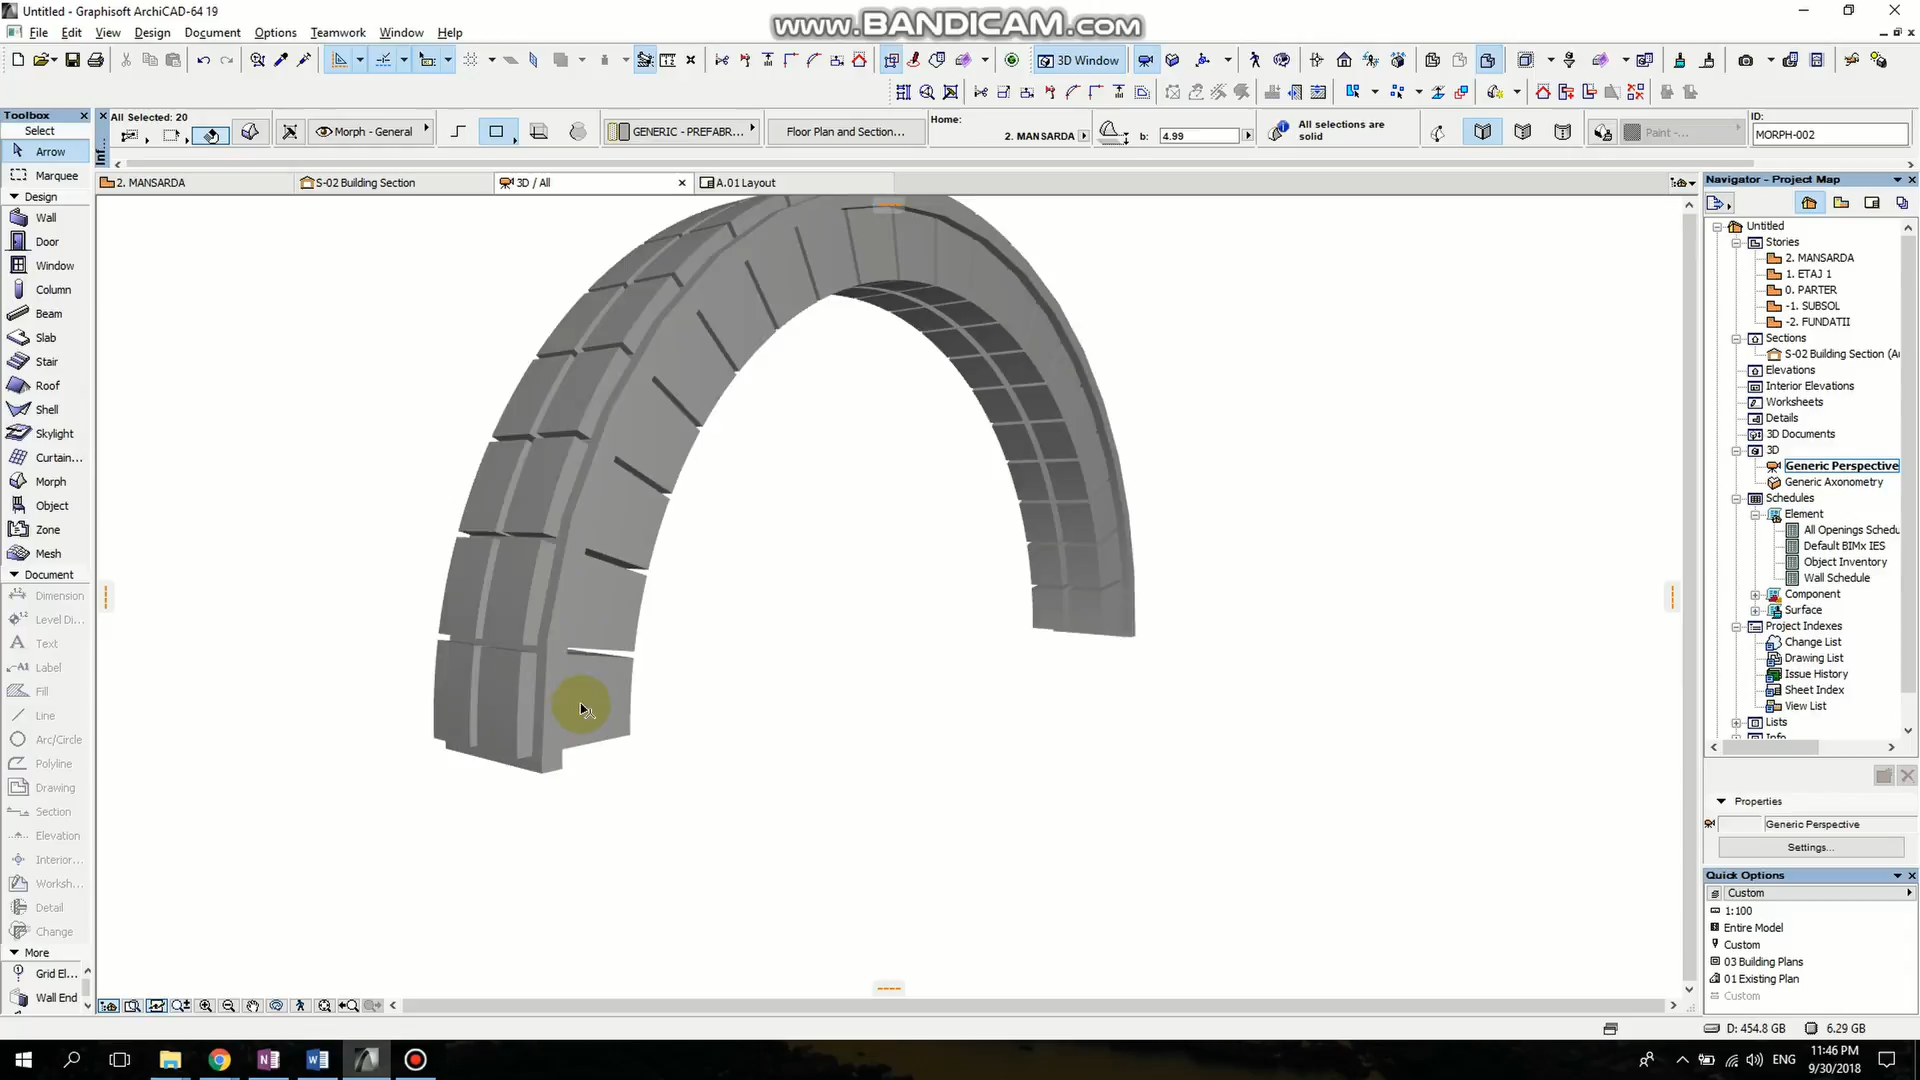 Untitled - Graphisoft ArchiCAD-64 19
www.BANDICAM.com
File Edit View Design Document Options Teamwork Window Help
3D Window
Toolbox
Select
Arrow
Marquee
Design
Wall
Door
Window
Column
Beam
Slab
Stair
Roof
Shell
Skylight
Curtain...
Morph
Object
Zone
Mesh
Document
Dimension
Level Di...
Text
Label
Fill
Line
Arc/Circle
Polyline
Drawing
Section
Elevation
Interior...
Worksh...
Detail
Change
More
Grid El...
Wall End
Inf...
All Selected: 20
Morph - General
GENERIC - PREFABR...
Floor Plan and Section...
Home:
2. MANSARDA
b:
4.99
All selections are
solid
Paint -...
ID:
MORPH-002
2. MANSARDA
S-02 Building Section
3D / All
A.01 Layout
Navigator - Project Map
Untitled
Stories
2. MANSARDA
1. ETAJ 1
0. PARTER
-1. SUBSOL
-2. FUNDATII
Sections
S-02 Building Section (Au
Elevations
Interior Elevations
Worksheets
Details
3D Documents
3D
Generic Perspective
Generic Axonometry
Schedules
Element
All Openings Schedu
Default BIMx IES
Object Inventory
Wall Schedule
Component
Surface
Project Indexes
Change List
Drawing List
Issue History
Sheet Index
View List
Lists
Info
Properties
Generic Perspective
Settings...
Quick Options
Custom
1:100
Entire Model
Custom
03 Building Plans
01 Existing Plan
Custom
D: 454.8 GB
6.29 GB
ENG
11:46 PM
9/30/2018